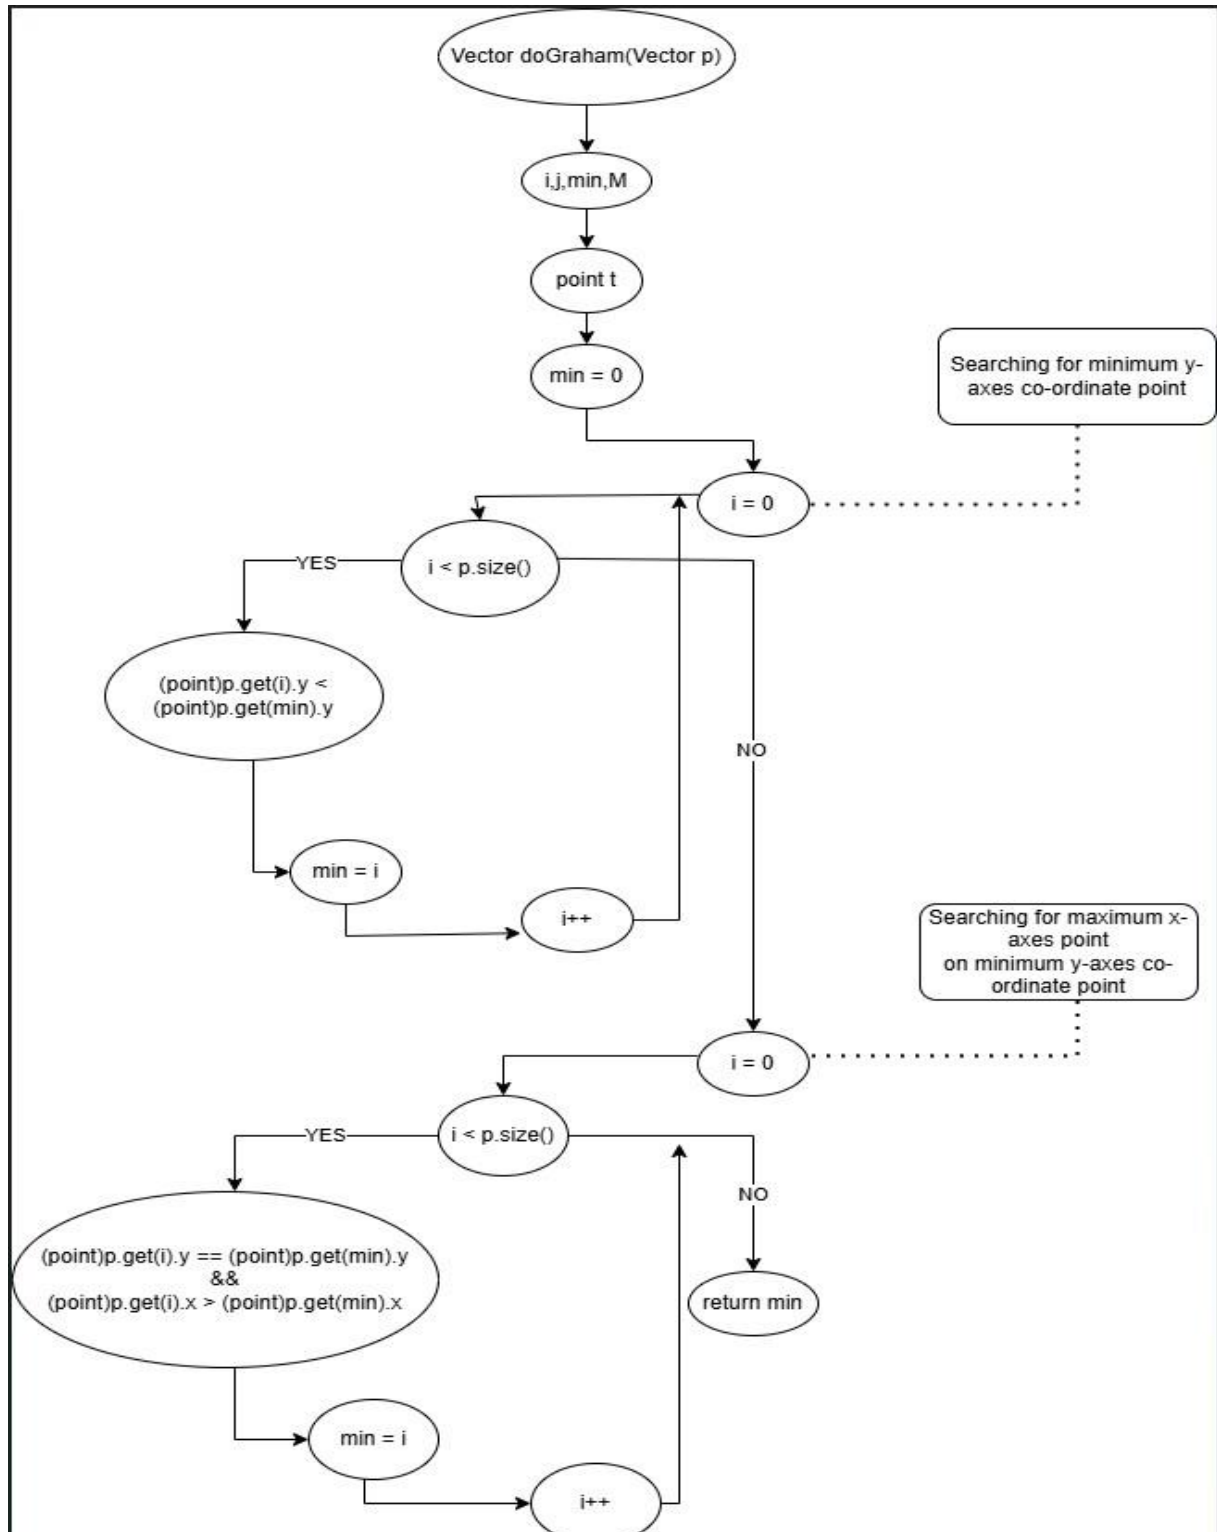 Vector doGraham(Vector p)
i,j,min,M
point t
min = 0
Searching for minimum y-
axes co-ordinate point
i = 0
i < p.size()
YES
(point)p.get(i).y <
(point)p.get(min).y
NO
min = i
i++
Searching for maximum x-
axes point
on minimum y-axes co-
ordinate point
i = 0
i < p.size()
YES
NO
(point)p.get(i).y == (point)p.get(min).y
&&
(point)p.get(i).x > (point)p.get(min).x
return min
min = i
i++